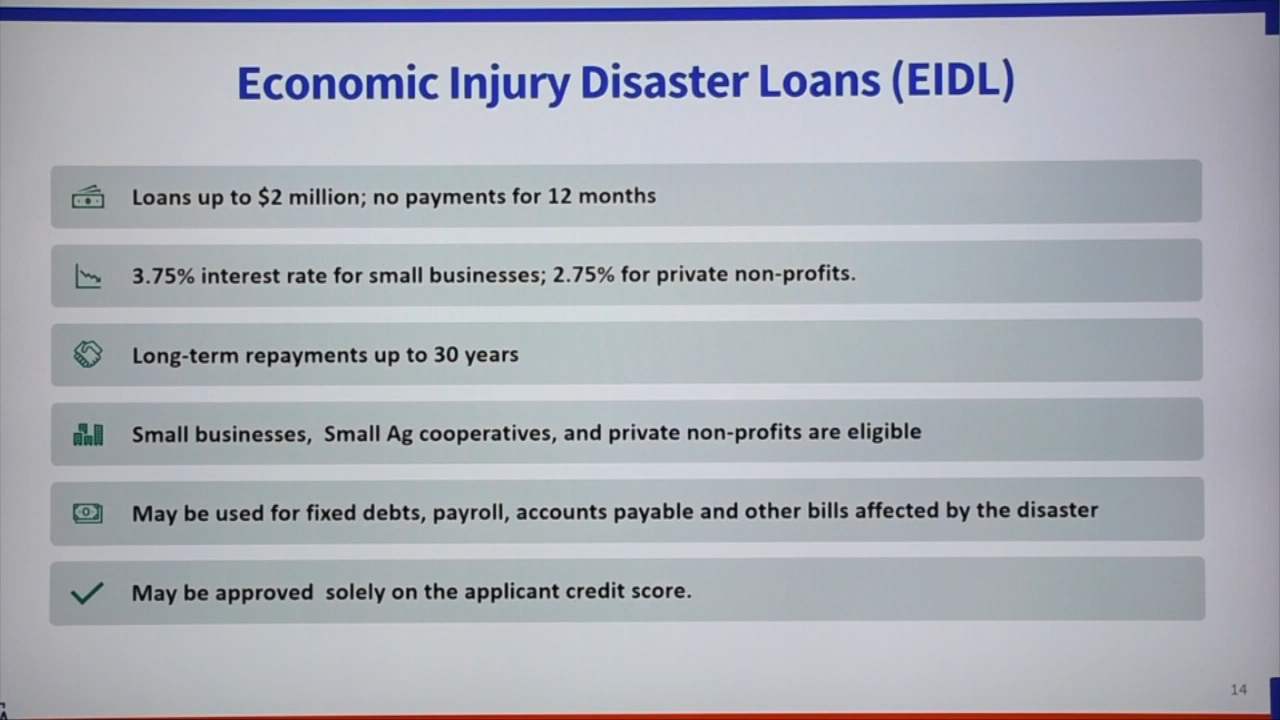 Economic Injury Disaster Loans (EIDL)
Loans up to $2 million; no payments for 12 months
3.75% interest rate for small businesses; 2.75% for private non-profits.
Long-term repayments up to 30 years
Small businesses,  Small Ag cooperatives, and private non-profits are eligible
May be used for fixed debts, payroll, accounts payable and other bills affected by the disaster
May be approved  solely on the applicant credit score.
14